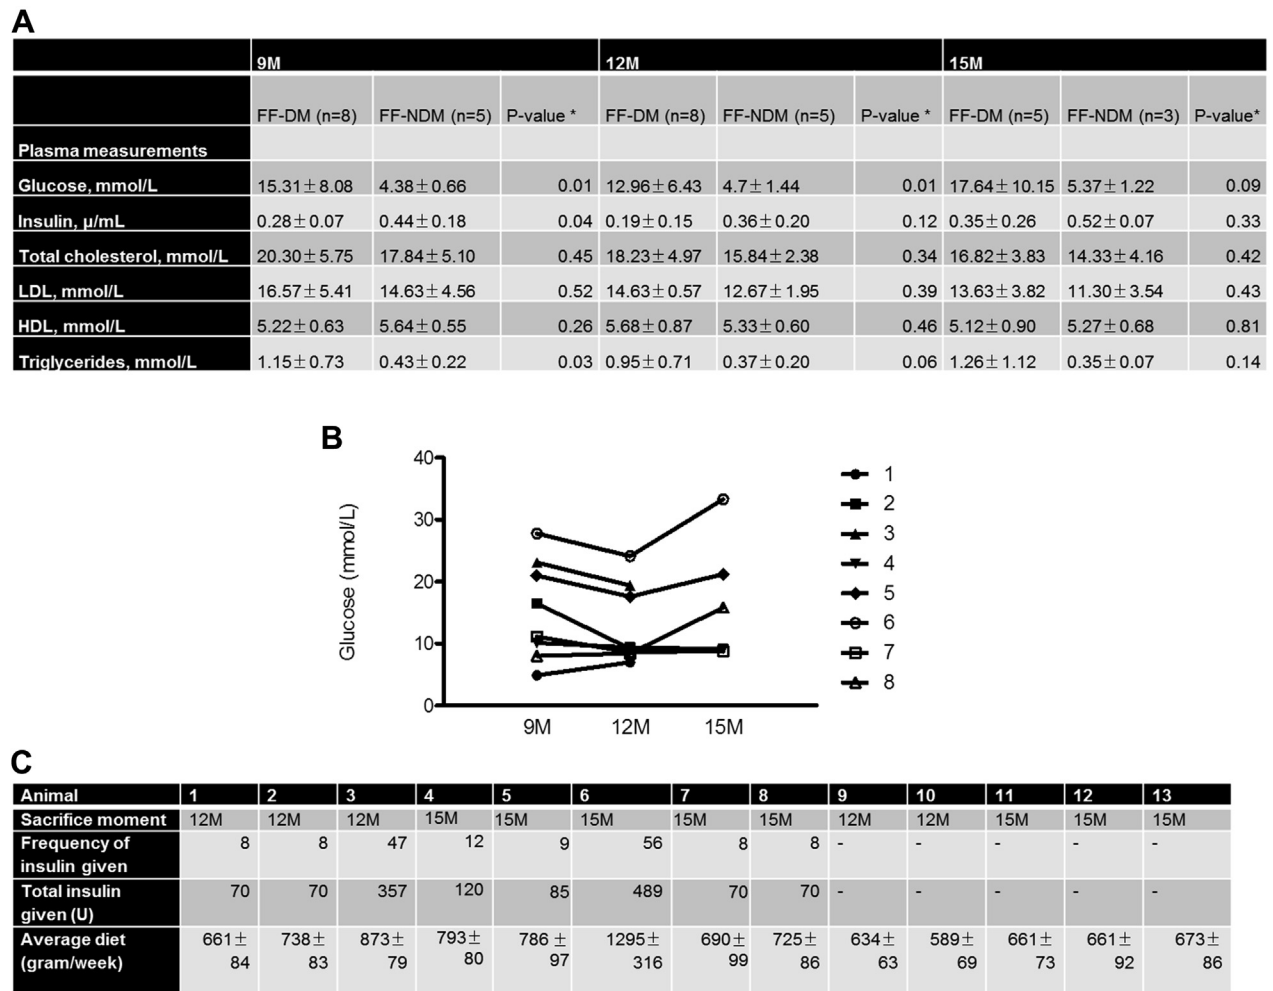 A
9M 12M 15M
FF-DM (n=8) FF-NDM (n=5) P-value * FF-DM (n=8) FF-NDM (n=5) P-value * FF-DM (n=5) FF-NDM (n=3) P-value*
Plasma measurements
Glucose, mmol/L 15.31±8.08 4.38±0.66 0.01 12.96±6.43 4.7±1.44 0.01 17.64±10.15 5.37±1.22 0.09
Insulin, µ/mL 0.28±0.07 0.44±0.18 0.04 0.19±0.15 0.36±0.20 0.12 0.35±0.26 0.52±0.07 0.33
Total cholesterol, mmol/L 20.30±5.75 17.84±5.10 0.45 18.23±4.97 15.84±2.38 0.34 16.82±3.83 14.33±4.16 0.42
LDL, mmol/L 16.57±5.41 14.63±4.56 0.52 14.63±0.57 12.67±1.95 0.39 13.63±3.82 11.30±3.54 0.43
HDL, mmol/L 5.22±0.63 5.64±0.55 0.26 5.68±0.87 5.33±0.60 0.46 5.12±0.90 5.27±0.68 0.81
Triglycerides, mmol/L 1.15±0.73 0.43±0.22 0.03 0.95±0.71 0.37±0.20 0.06 1.26±1.12 0.35±0.07 0.14
B
Glucose (mmol/L)
40
30
20
10
0
9M 12M 15M
1
2
3
4
5
6
7
8
C
Animal 1 2 3 4 5 6 7 8 9 10 11 12 13
Sacrifice moment 12M 12M 12M 15M 15M 15M 15M 15M 12M 12M 15M 15M 15M
Frequency of 8 8 47 12 9 56 8 8 - - - - -
insulin given
Total insulin 70 70 357 120 85 489 70 70 - - - - -
given (U)
Average diet 661± 738± 873± 793± 786± 1295± 690± 725± 634± 589± 661± 661± 673±
(gram/week) 84 83 79 80 97 316 99 86 63 69 73 92 86